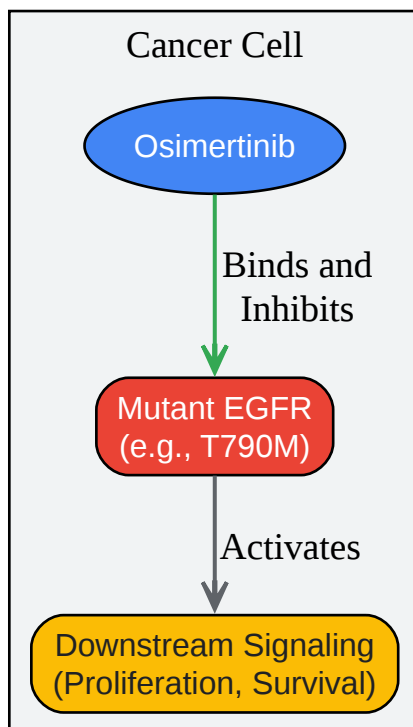 Cancer Cell
Osimertinib
Binds and
Inhibits
Mutant EGFR
(e.g., T790M)
Activates
Downstream Signaling
(Proliferation, Survival)